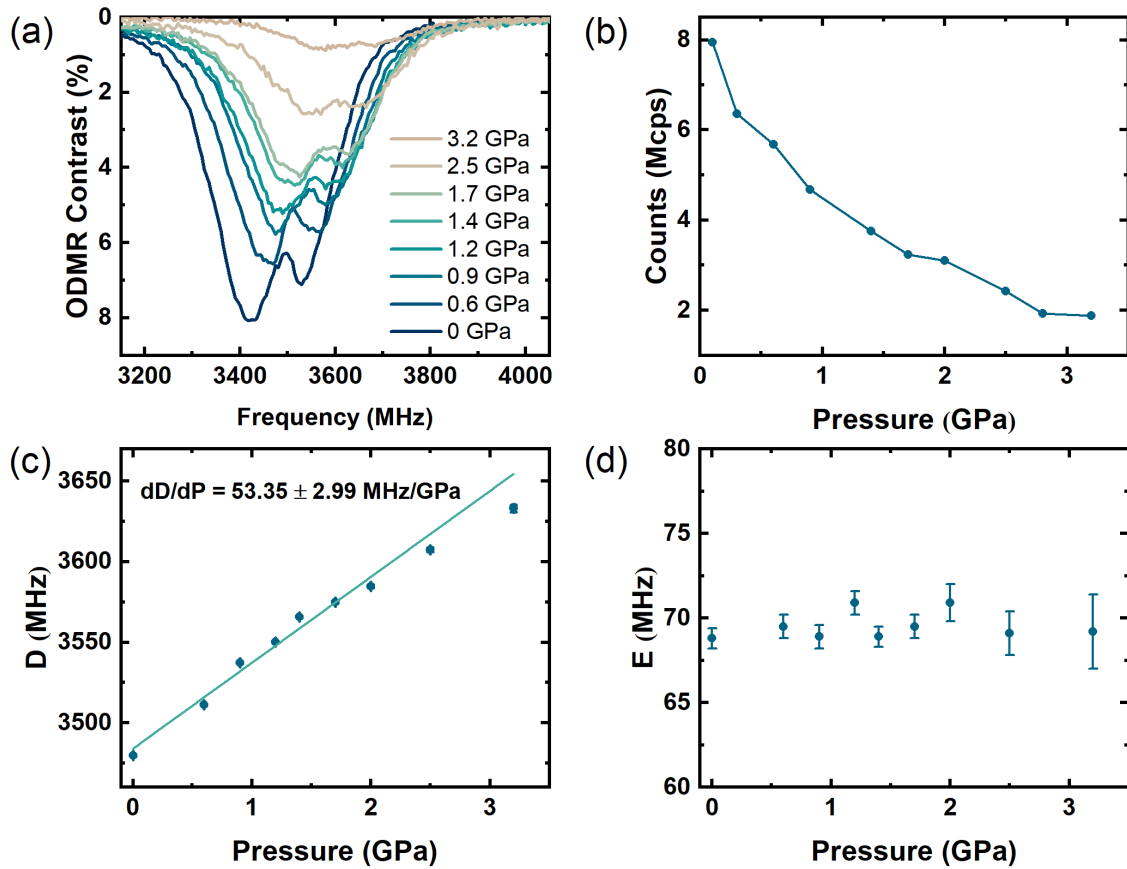 (a)
ODMR Contrast (%)
0
2
4
6
8
3.2 GPa
2.5 GPa
1.7 GPa
1.4 GPa
1.2 GPa
0.9 GPa
0.6 GPa
0 GPa
3200
3400
3600
3800
4000
Frequency (MHz)
(b)
Counts (Mcps)
8
6
4
2
0
1
2
3
Pressure (GPa)
(c)
D (MHz)
3650
3600
3550
3500
dD/dP = 53.35 ± 2.99 MHz/GPa
0
1
2
3
Pressure (GPa)
(d)
E (MHz)
80
75
70
65
60
0
1
2
3
Pressure (GPa)